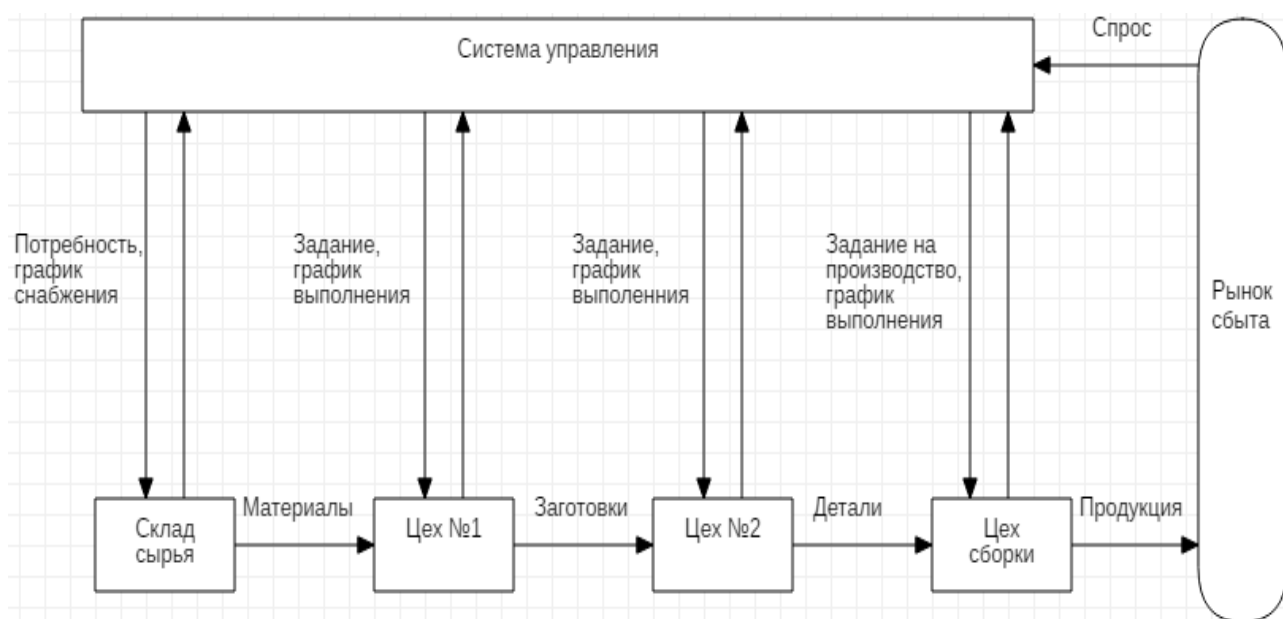 Спрос
Система управления
Потребность,
график
снабжения
Задание,
график
выполнения
Задание,
график
выполенния
Задание на
производство,
график
выполнения
Рынок
сбыта
Склад
сырья
Материалы
Цех №1
Заготовки
Цех №2
Детали
Цех
сборки
Продукция